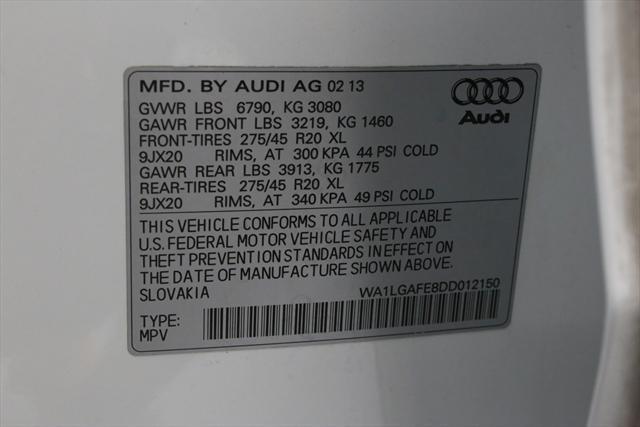 MFD. BY AUDI AG 02 13
GVWR LBS 6790, KG 3080
GAWR FRONT LBS 3219, KG 1460
FRONT-TIRES 275/45 R20 XL
9JX20 RIMS, AT 300 KPA 44 PSI COLD
GAWR REAR LBS 3913, KG 1775
REAR-TIRES 275/45 R20 XL
9JX20 RIMS, AT 340 KPA 49 PSI COLD
Audi
THIS VEHICLE CONFORMS TO ALL APPLICABLE
U.S. FEDERAL MOTOR VEHICLE SAFETY AND
THEFT PREVENTION STANDARDS IN EFFECT ON
THE DATE OF MANUFACTURE SHOWN ABOVE.
SLOVAKIA WA1LGAFE8DD012150
TYPE:
MPV